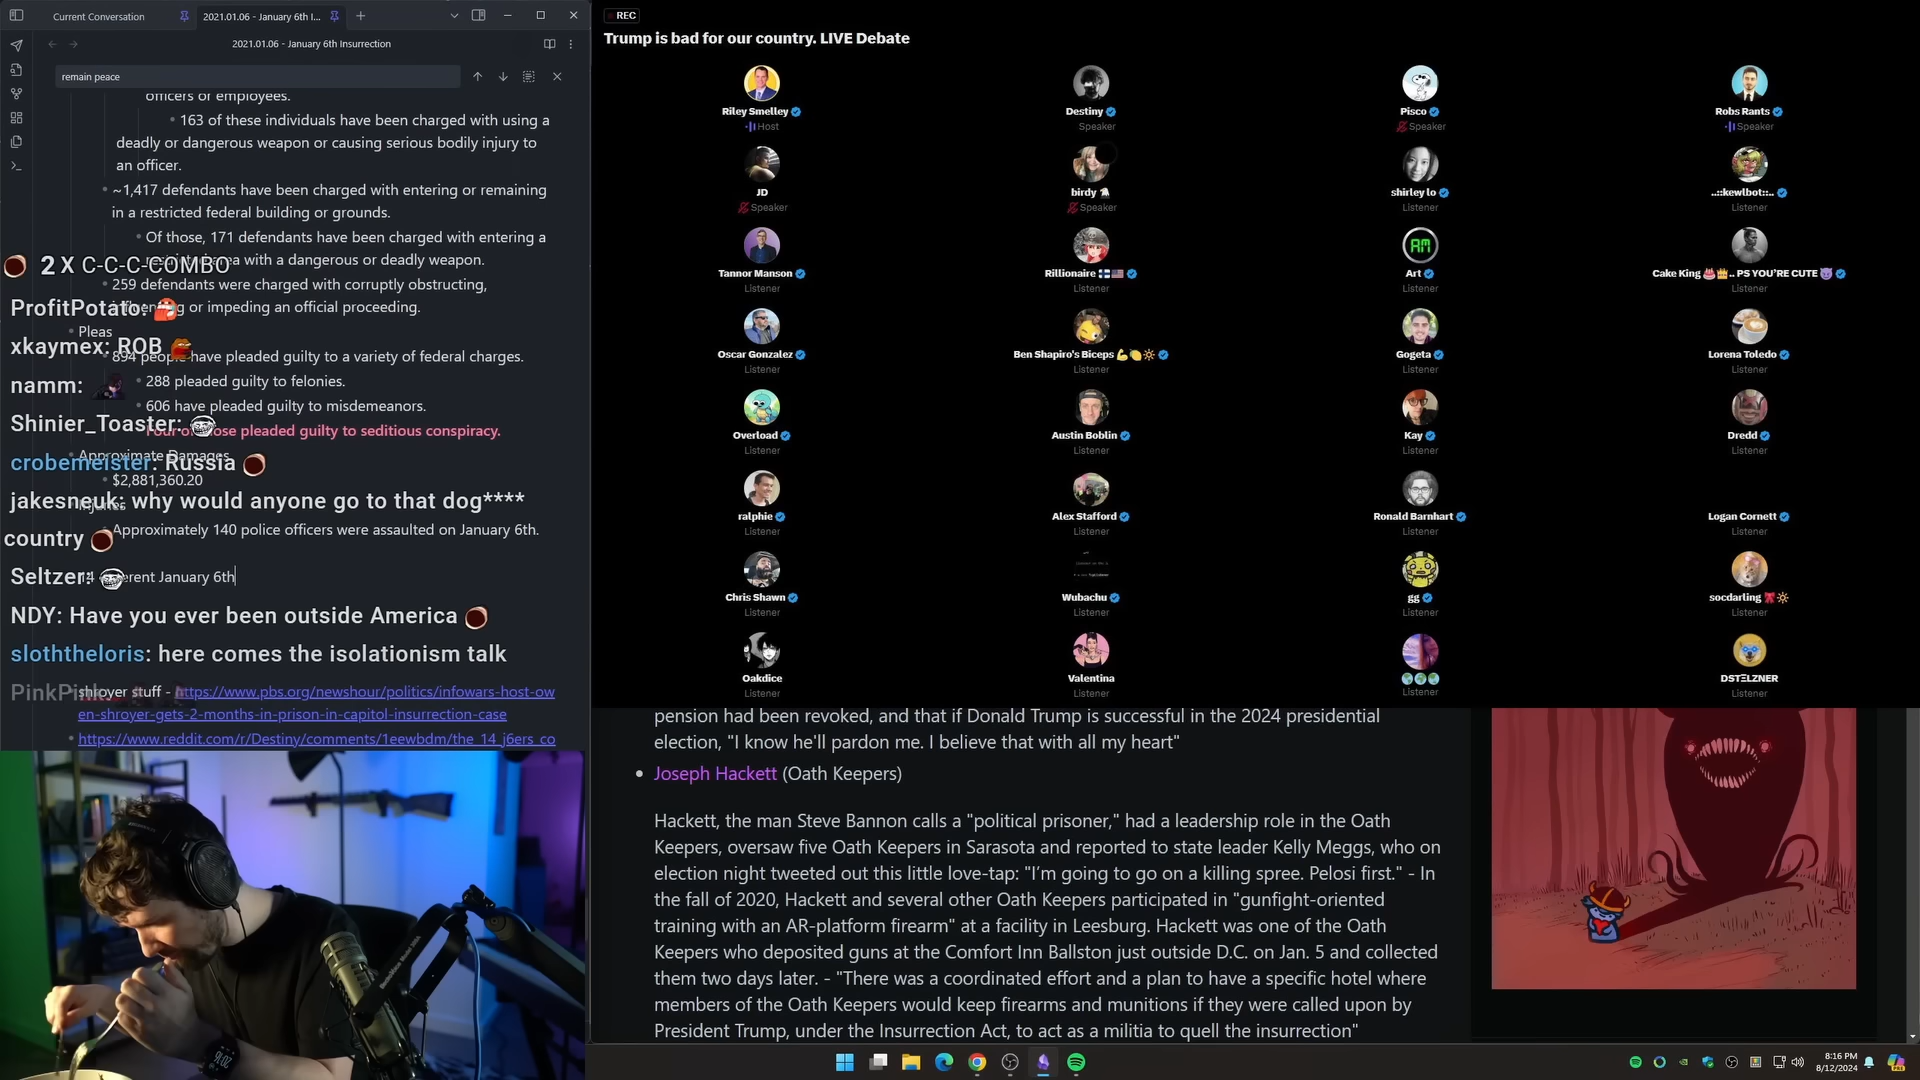 Current Conversation
2021.01.06 - January 6th I...
2021.01.06 - January 6th Insurrection
remain peace
officers or employees.
163 of these individuals have been charged with using a
deadly or dangerous weapon or causing serious bodily injury to
an officer.
~1,417 defendants have been charged with entering or remaining
in a restricted federal building or grounds.
Of those, 171 defendants have been charged with entering a
area with a dangerous or deadly weapon.
259 defendants were charged with corruptly obstructing,
or impeding an official proceeding.
Pleas
894 people have pleaded guilty to a variety of federal charges.
288 pleaded guilty to felonies.
606 have pleaded guilty to misdemeanors.
Four of those pleaded guilty to seditious conspiracy.
Approximate Damages
$2,881,360.20
Injuries
Approximately 140 police officers were assaulted on January 6th.
14 different January 6th
shroyer stuff - https://www.pbs.org/newshour/politics/infowars-host-ow
en-shroyer-gets-2-months-in-prison-in-capitol-insurrection-case
https://www.reddit.com/r/Destiny/comments/1eewbdm/the_14_j6ers_co
2 X C-C-C-COMBO
ProfitPotato:
xkaymex: ROB
namm:
Shinier_Toaster:
crobemeister: Russia
jakesneuk: why would anyone go to that dog****
country
Seltzer:
NDY: Have you ever been outside America
sloththeloris: here comes the isolationism talk
REC
Trump is bad for our country. LIVE Debate
Riley Smelley
Host
Destiny
Speaker
Pisco
Speaker
Robs Rants
Speaker
JD
Speaker
birdy
Speaker
shirley lo
Listener
..::kewlbot::..
Listener
Tannor Manson
Listener
Rillionaire
Listener
Art
Listener
Cake King .. PS YOU'RE CUTE
Listener
Oscar Gonzalez
Listener
Ben Shapiro's Biceps
Listener
Gogeta
Listener
Lorena Toledo
Listener
Overload
Listener
Austin Boblin
Listener
Kay
Listener
Dredd
Listener
ralphie
Listener
Alex Stafford
Listener
Ronald Barnhart
Listener
Logan Cornett
Listener
Chris Shawn
Listener
Wubachu
Listener
gg
Listener
socdarling
Listener
Oakdice
Listener
Valentina
Listener
Listener
DSTΞLZNER
Listener
pension had been revoked, and that if Donald Trump is successful in the 2024 presidential
election, "I know he'll pardon me. I believe that with all my heart"
Joseph Hackett (Oath Keepers)
Hackett, the man Steve Bannon calls a "political prisoner," had a leadership role in the Oath
Keepers, oversaw five Oath Keepers in Sarasota and reported to state leader Kelly Meggs, who on
election night tweeted out this little love-tap: "I'm going to go on a killing spree. Pelosi first." - In
the fall of 2020, Hackett and several other Oath Keepers participated in "gunfight-oriented
training with an AR-platform firearm" at a facility in Leesburg. Hackett was one of the Oath
Keepers who deposited guns at the Comfort Inn Ballston just outside D.C. on Jan. 5 and collected
them two days later. - "There was a coordinated effort and a plan to have a specific hotel where
members of the Oath Keepers would keep firearms and munitions if they were called upon by
President Trump, under the Insurrection Act, to act as a militia to quell the insurrection"
8:16 PM
8/12/2024